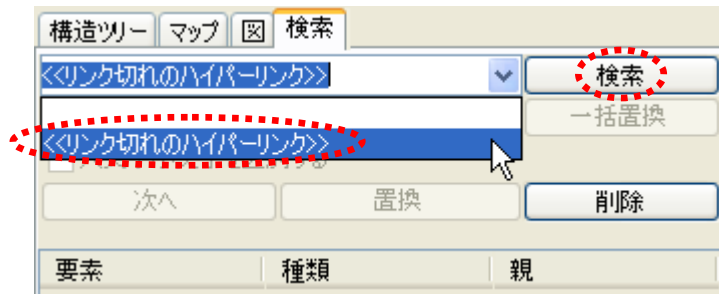 構造ツリー マップ 図 検索
<<リンク切れのハイパーリンク>> 検索
一括置換
<<リンク切れのハイパーリンク>>
次へ 置換 削除
要素 種類 親